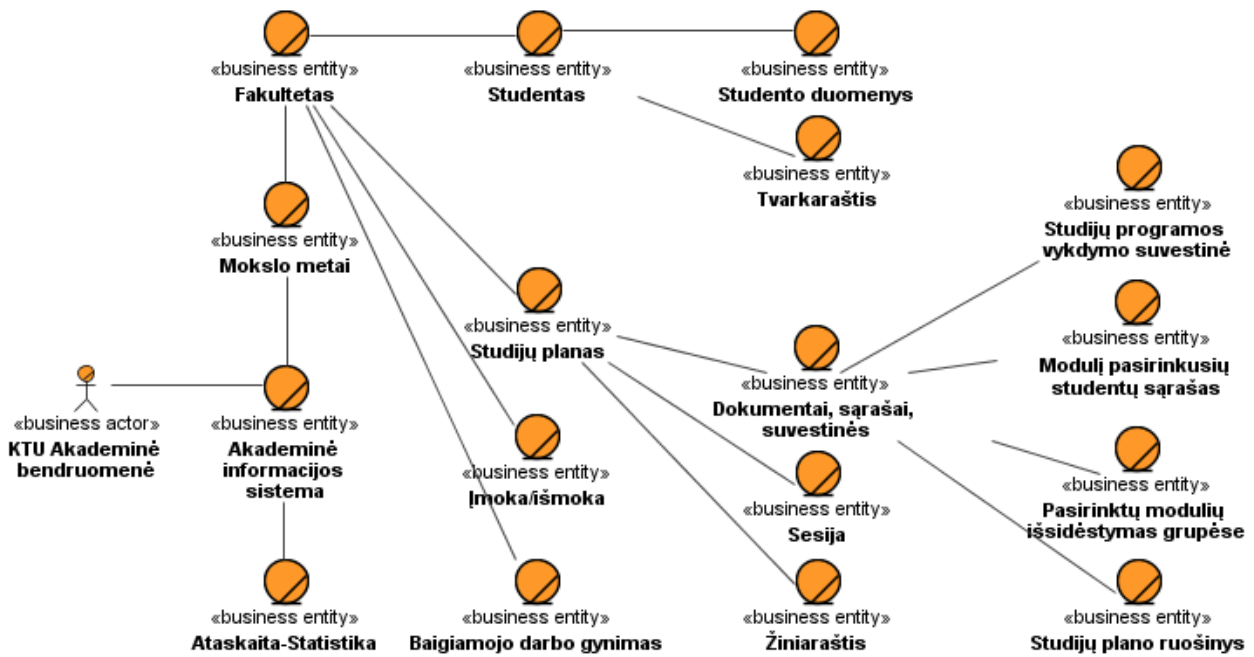 «business entity»
Fakultetas
«business entity»
Studentas
«business entity»
Studento duomenys
«business entity»
Tvarkaraštis
«business entity»
Studijų programos
vykdymo suvestinė
«business entity»
Mokslo metai
«business entity»
Studijų planas
«business entity»
Modulį pasirinkusių
studentų sąrašas
«business entity»
Dokumentai, sąrašai,
suvestinės
«business actor»
KTU Akademinė
bendruomenė
«business entity»
Akademinė
informacijos
sistema
«business entity»
Įmoka/išmoka
«business entity»
Sesija
«business entity»
Pasirinktų modulių
išsidėstymas grupėse
«business entity»
Ataskaita-Statistika
«business entity»
Baigiamojo darbo gynimas
«business entity»
Žiniaraštis
«business entity»
Studijų plano ruošinys